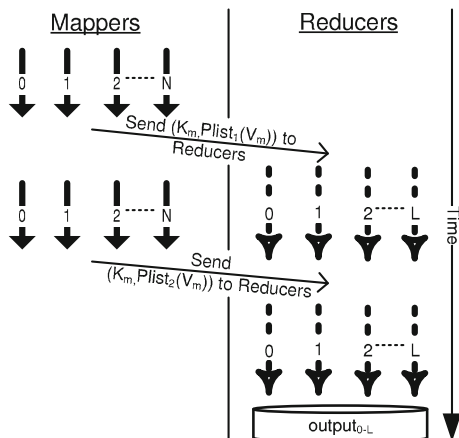 Mappers
Reducers
0 1 2 N
Send (Km,Plist1(Vm)) to
Reducers
0 1 2 L
0 1 2 N
Time
Send
(Km,Plist2(Vm)) to Reducers
0 1 2 L
output0-L